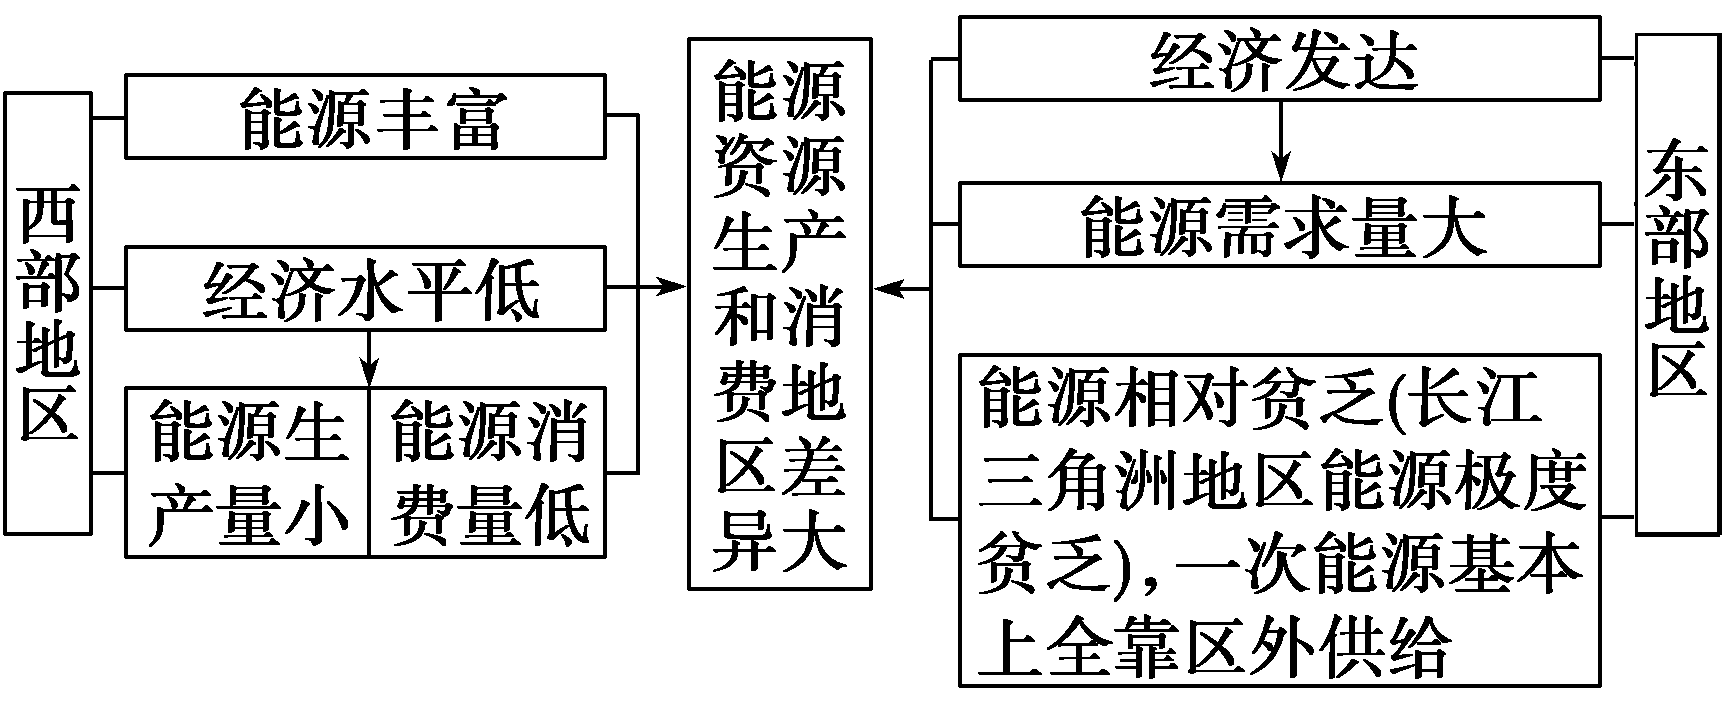 西部地区
能源丰富
经济水平低
能源生
产量小
能源消
费量低
能源
资源
生产
和消
费地
区差
异大
经济发达
能源需求量大
能源相对贫乏(长江
三角洲地区能源极度
贫乏),一次能源基本
上全靠区外供给
东部地区